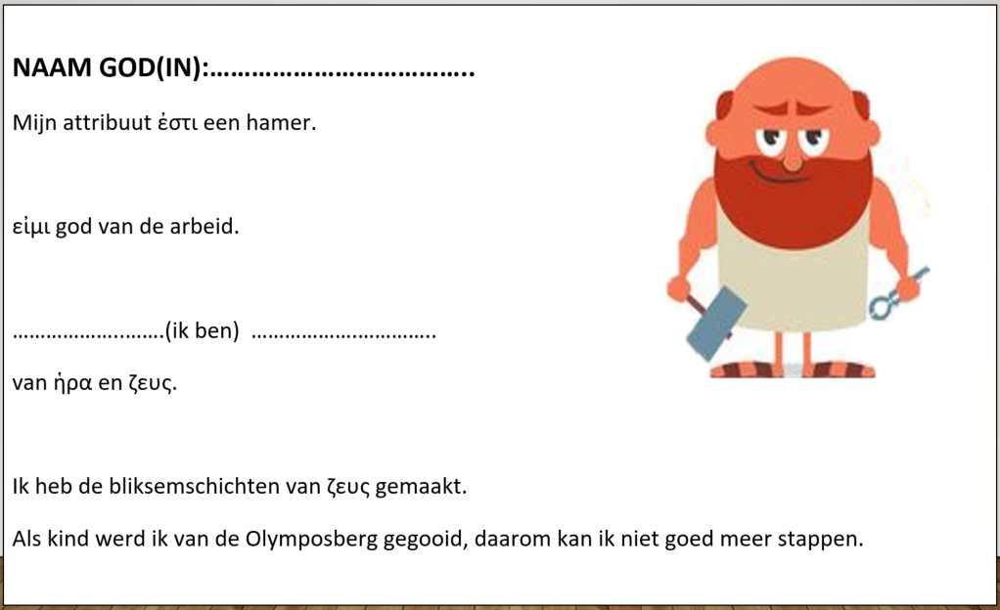 NAAM GOD(IN):………………………………..
Mijn attribuut ἐστι een hamer.
εἰμι god van de arbeid.
………………..…….(ik ben) ……………….…………..
van ἡρα en ζευς.
Ik heb de bliksemschichten van ζευς gemaakt.
Als kind werd ik van de Olymposberg gegooid, daarom kan ik niet goed meer stappen.